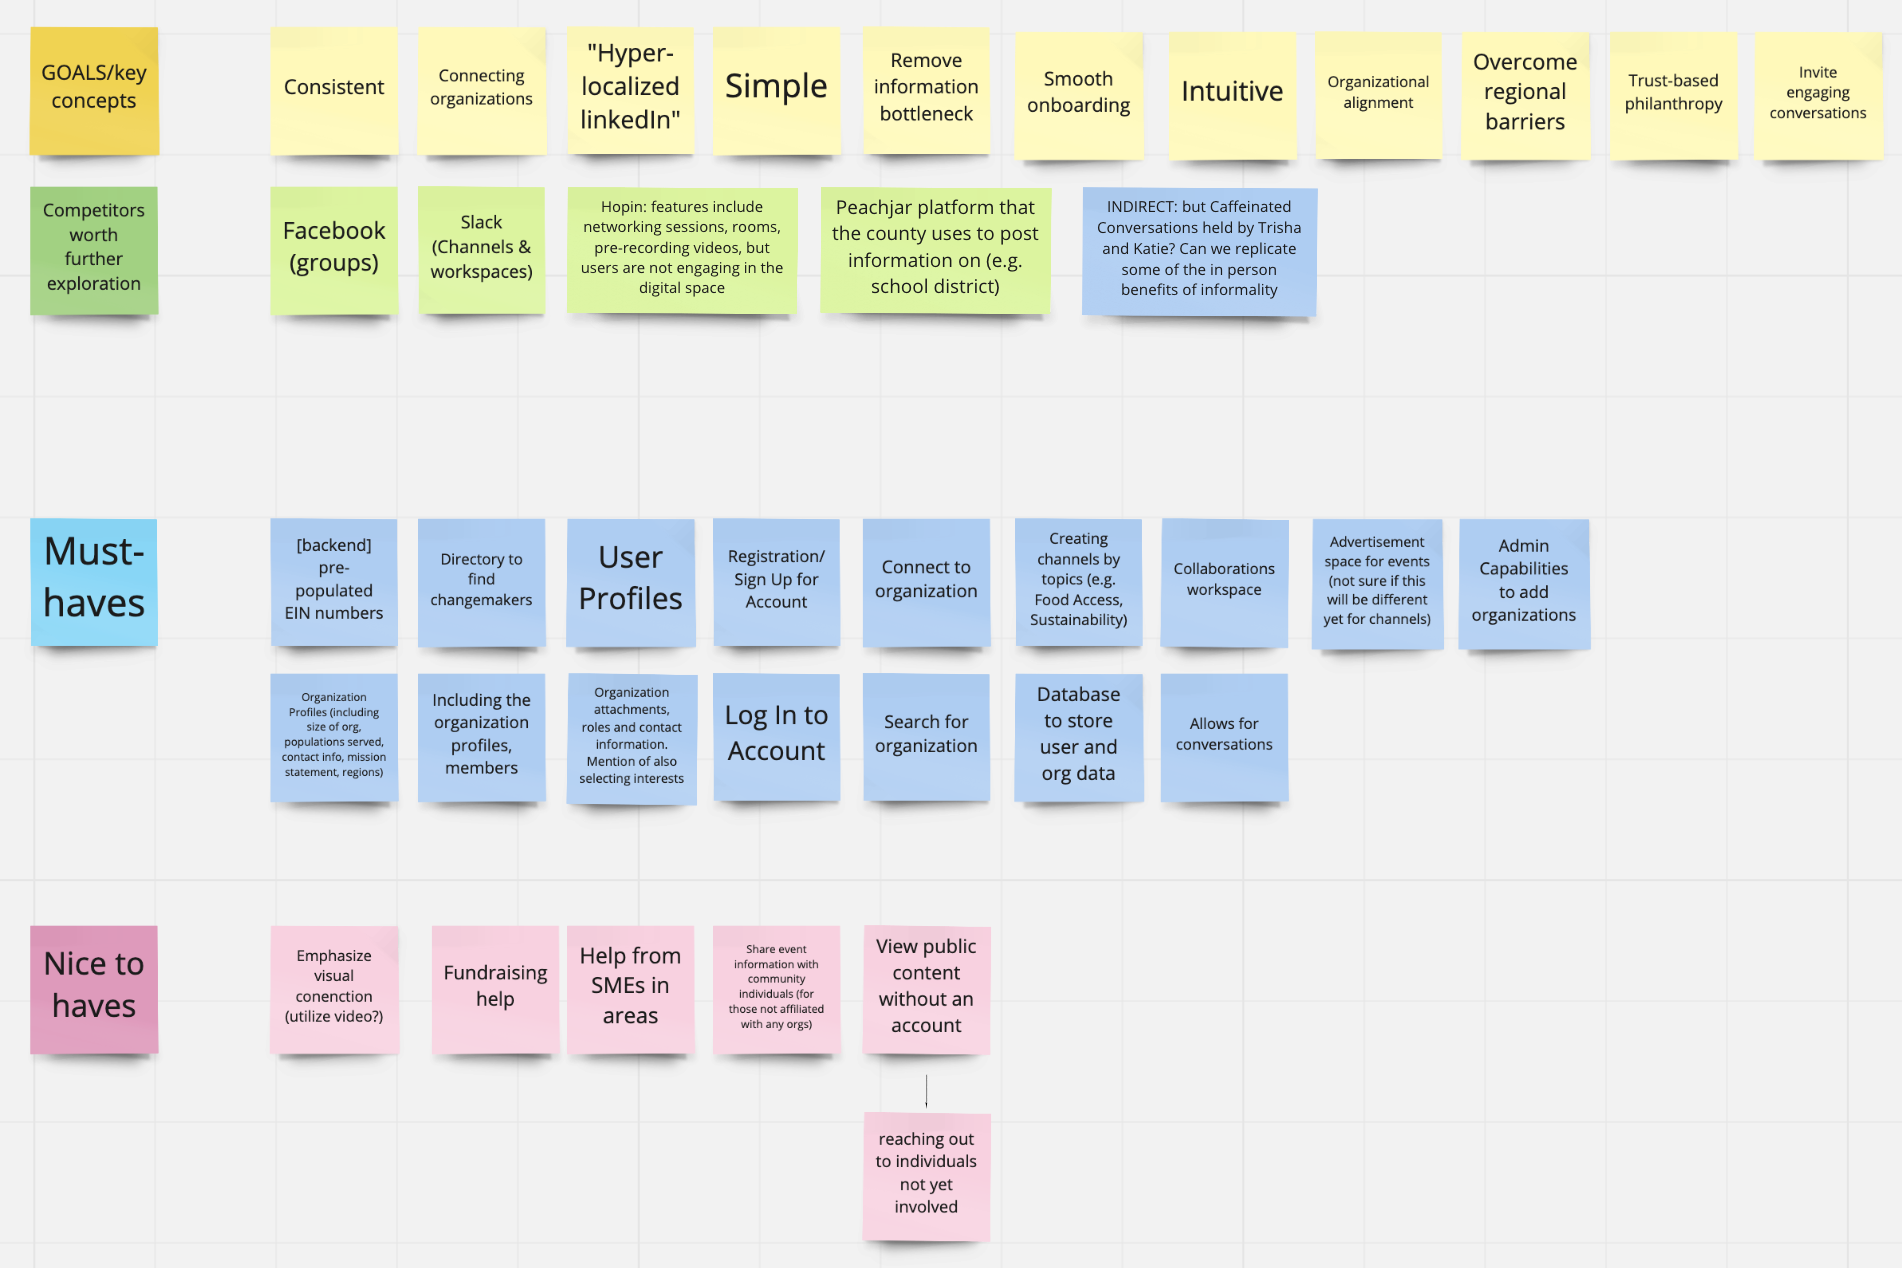 GOALS/key
concepts
Consistent
Connecting
organizations
"Hyper-
localized
linkedIn"
Simple
Remove
information
bottleneck
Smooth
onboarding
Intuitive
Organizational
alignment
Overcome
regional
barriers
Trust-based
philanthropy
Invite
engaging
conversations
Competitors
worth
further
exploration
Facebook
(groups)
Slack
(Channels &
workspaces)
Hopin: features include
networking sessions, rooms,
pre-recording videos, but
users are not engaging in the
digital space
Peachjar platform that
the county uses to post
information on (e.g.
school district)
INDIRECT: but Caffeinated
Conversations held by Trisha
and Katie? Can we replicate
some of the in person
benefits of informality
Must-
haves
[backend]
pre-
populated
EIN numbers
Directory to
find
changemakers
User
Profiles
Registration/
Sign Up for
Account
Connect to
organization
Creating
channels by
topics (e.g.
Food Access,
Sustainability)
Collaborations
workspace
Advertisement
space for events
(not sure if this
will be different
yet for channels)
Admin
Capabilities
to add
organizations
Organization
Profiles (including
size of org,
populations served,
contact info, mission
statement, regions)
Including the
organization
profiles,
members
Organization
attachments,
roles and contact
information.
Mention of also
selecting interests
Log In to
Account
Search for
organization
Database
to store
user and
org data
Allows for
conversations
Nice to
haves
Emphasize
visual
conenction
(utilize video?)
Fundraising
help
Help from
SMEs in
areas
Share event
information with
community
individuals (for
those not affiliated
with any orgs)
View public
content
without an
account
reaching out
to individuals
not yet
involved